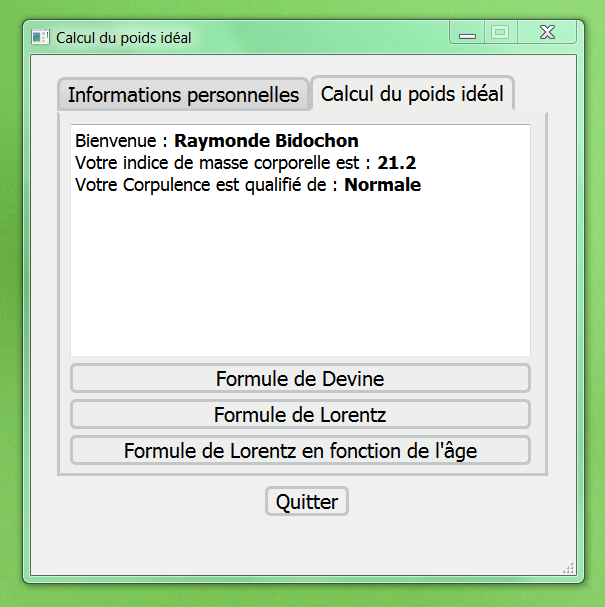 Calcul du poids idéal
Informations personnelles
Calcul du poids idéal
Bienvenue : Raymonde Bidochon
Votre indice de masse corporelle est : 21.2
Votre Corpulence est qualifié de : Normale
Formule de Devine
Formule de Lorentz
Formule de Lorentz en fonction de l'âge
Quitter